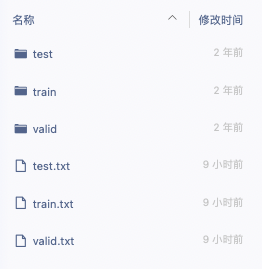 名称 修改时间
test 2 年前
train 2 年前
valid 2 年前
test.txt 9 小时前
train.txt 9 小时前
valid.txt 9 小时前